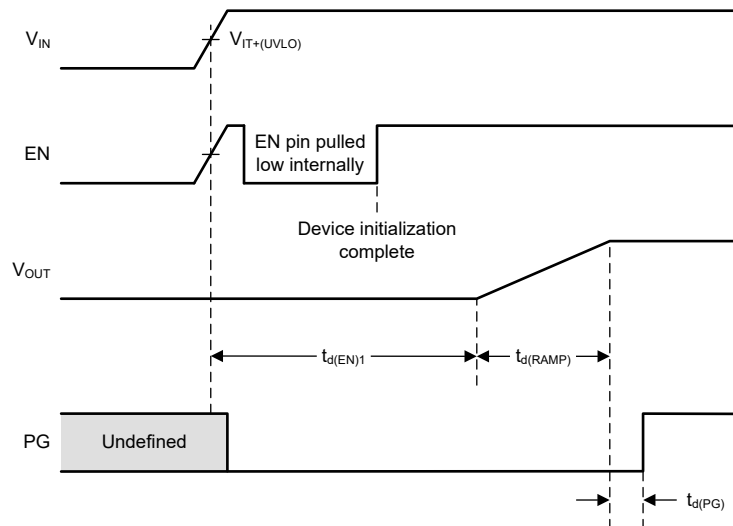 VIN
VIT+(UVLO)
EN
EN pin pulled
low internally
Device initialization
complete
VOUT
td(EN)1
td(RAMP)
PG
Undefined
td(PG)